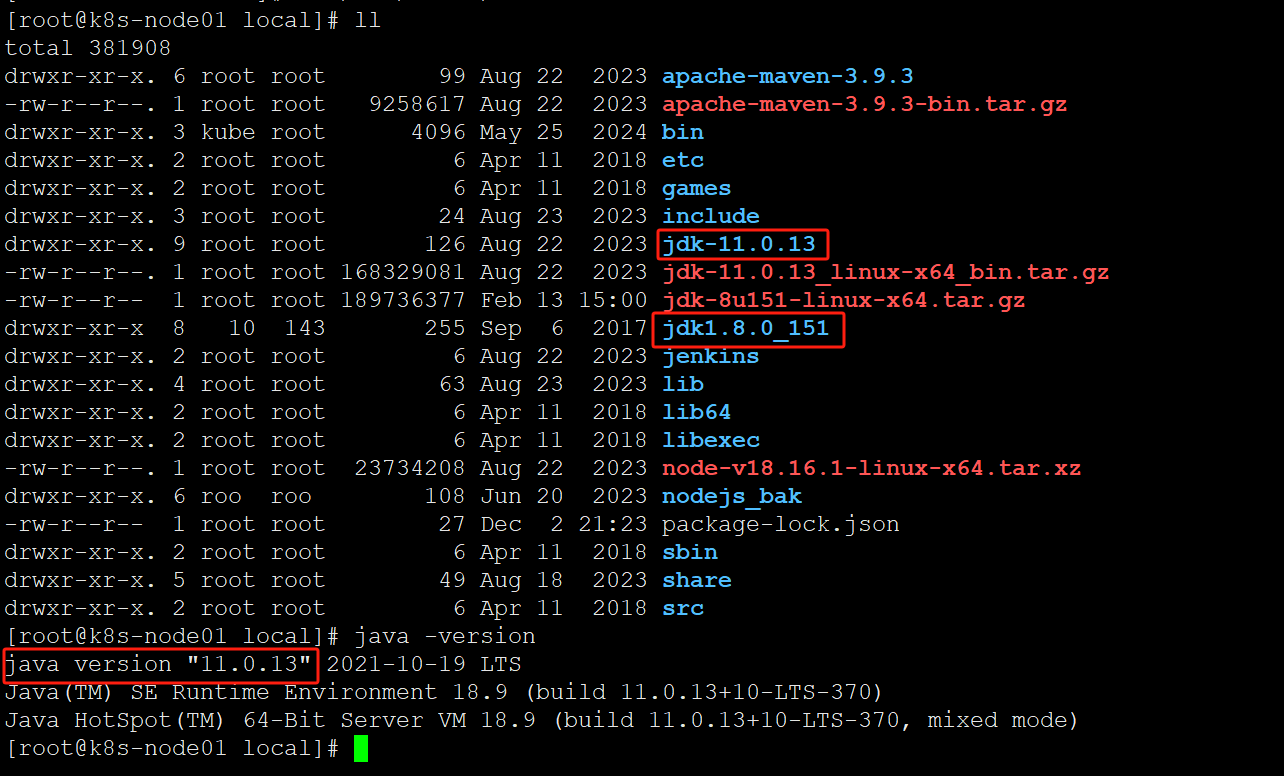 [root@k8s-node01 local]# ll
total 381908
drwxr-xr-x. 6 root root 99 Aug 22 2023 apache-maven-3.9.3
-rw-r--r--. 1 root root 9258617 Aug 22 2023 apache-maven-3.9.3-bin.tar.gz
drwxr-xr-x. 3 kube root 4096 May 25 2024 bin
drwxr-xr-x. 2 root root 6 Apr 11 2018 etc
drwxr-xr-x. 2 root root 6 Apr 11 2018 games
drwxr-xr-x. 3 root root 24 Aug 23 2023 include
drwxr-xr-x. 9 root root 126 Aug 22 2023 jdk-11.0.13
-rw-r--r--. 1 root root 168329081 Aug 22 2023 jdk-11.0.13_linux-x64_bin.tar.gz
-rw-r--r-- 1 root root 189736377 Feb 13 15:00 jdk-8u151-linux-x64.tar.gz
drwxr-xr-x 8 10 143 255 Sep 6 2017 jdk1.8.0_151
drwxr-xr-x. 2 root root 6 Aug 22 2023 jenkins
drwxr-xr-x. 4 root root 63 Aug 23 2023 lib
drwxr-xr-x. 2 root root 6 Apr 11 2018 lib64
drwxr-xr-x. 2 root root 6 Apr 11 2018 libexec
-rw-r--r--. 1 root root 23734208 Aug 22 2023 node-v18.16.1-linux-x64.tar.xz
drwxr-xr-x. 6 roo roo 108 Jun 20 2023 nodejs_bak
-rw-r--r-- 1 root root 27 Dec 2 21:23 package-lock.json
drwxr-xr-x. 2 root root 6 Apr 11 2018 sbin
drwxr-xr-x. 5 root root 49 Aug 18 2023 share
drwxr-xr-x. 2 root root 6 Apr 11 2018 src
[root@k8s-node01 local]# java -version
java version "11.0.13" 2021-10-19 LTS
Java(TM) SE Runtime Environment 18.9 (build 11.0.13+10-LTS-370)
Java HotSpot(TM) 64-Bit Server VM 18.9 (build 11.0.13+10-LTS-370, mixed mode)
[root@k8s-node01 local]#